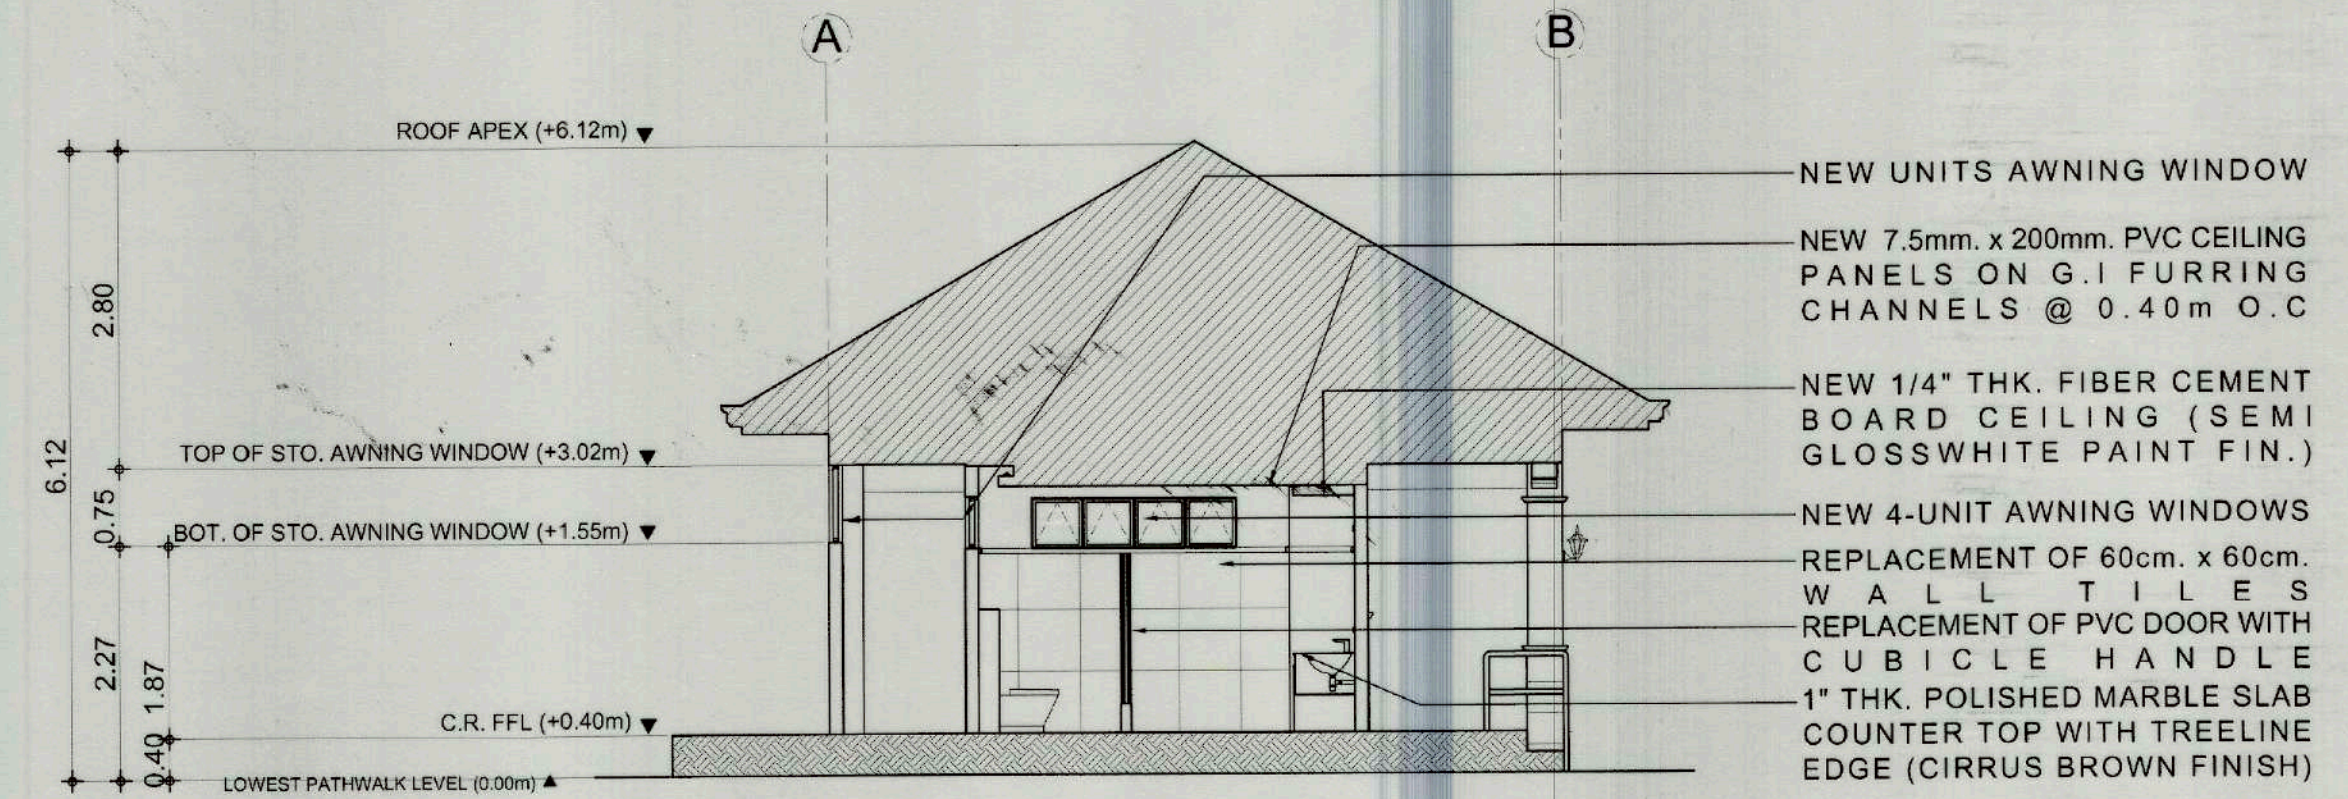 A
B
ROOF APEX (+6.12m)
TOP OF STO. AWNING WINDOW (+3.02m)
BOT. OF STO. AWNING WINDOW (+1.55m)
C.R. FFL (+0.40m)
LOWEST PATHWALK LEVEL (0.00m)
6.12
2.80
0.75
2.27
1.87
0.40
NEW UNITS AWNING WINDOW
NEW 7.5mm. x 200mm. PVC CEILING
PANELS ON G.I FURRING
CHANNELS @ 0.40m O.C
NEW 1/4" THK. FIBER CEMENT
BOARD CEILING (SEMI
GLOSSWHITE PAINT FIN.)
NEW 4-UNIT AWNING WINDOWS
REPLACEMENT OF 60cm. x 60cm.
WALL TILES
REPLACEMENT OF PVC DOOR WITH
CUBICLE HANDLE
1" THK. POLISHED MARBLE SLAB
COUNTER TOP WITH TREELINE
EDGE (CIRRUS BROWN FINISH)